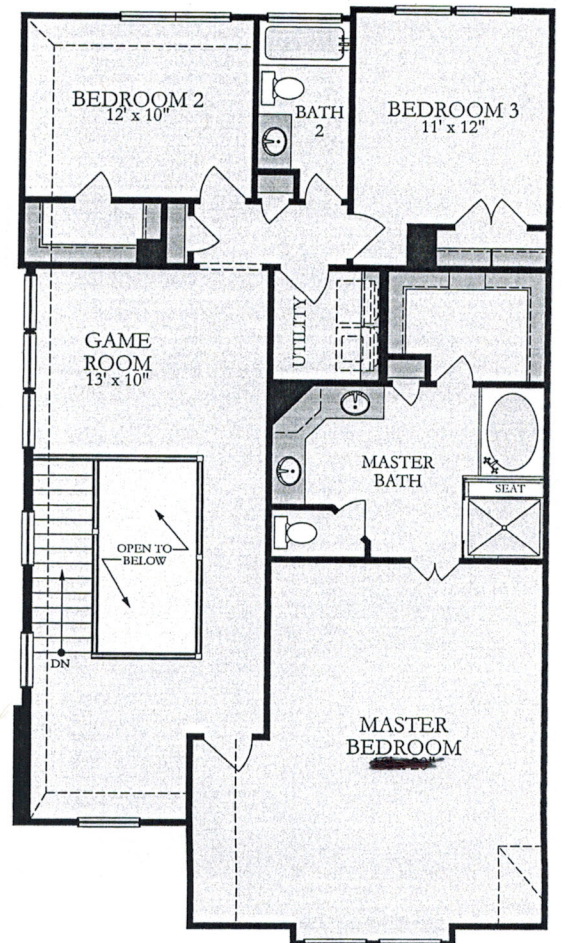 BEDROOM 2
12' x 10"
BATH
2
BEDROOM 3
11' x 12"
UTILITY
GAME
ROOM
13' x 10"
MASTER
BATH
SEAT
OPEN TO
BELOW
DN
MASTER
BEDROOM